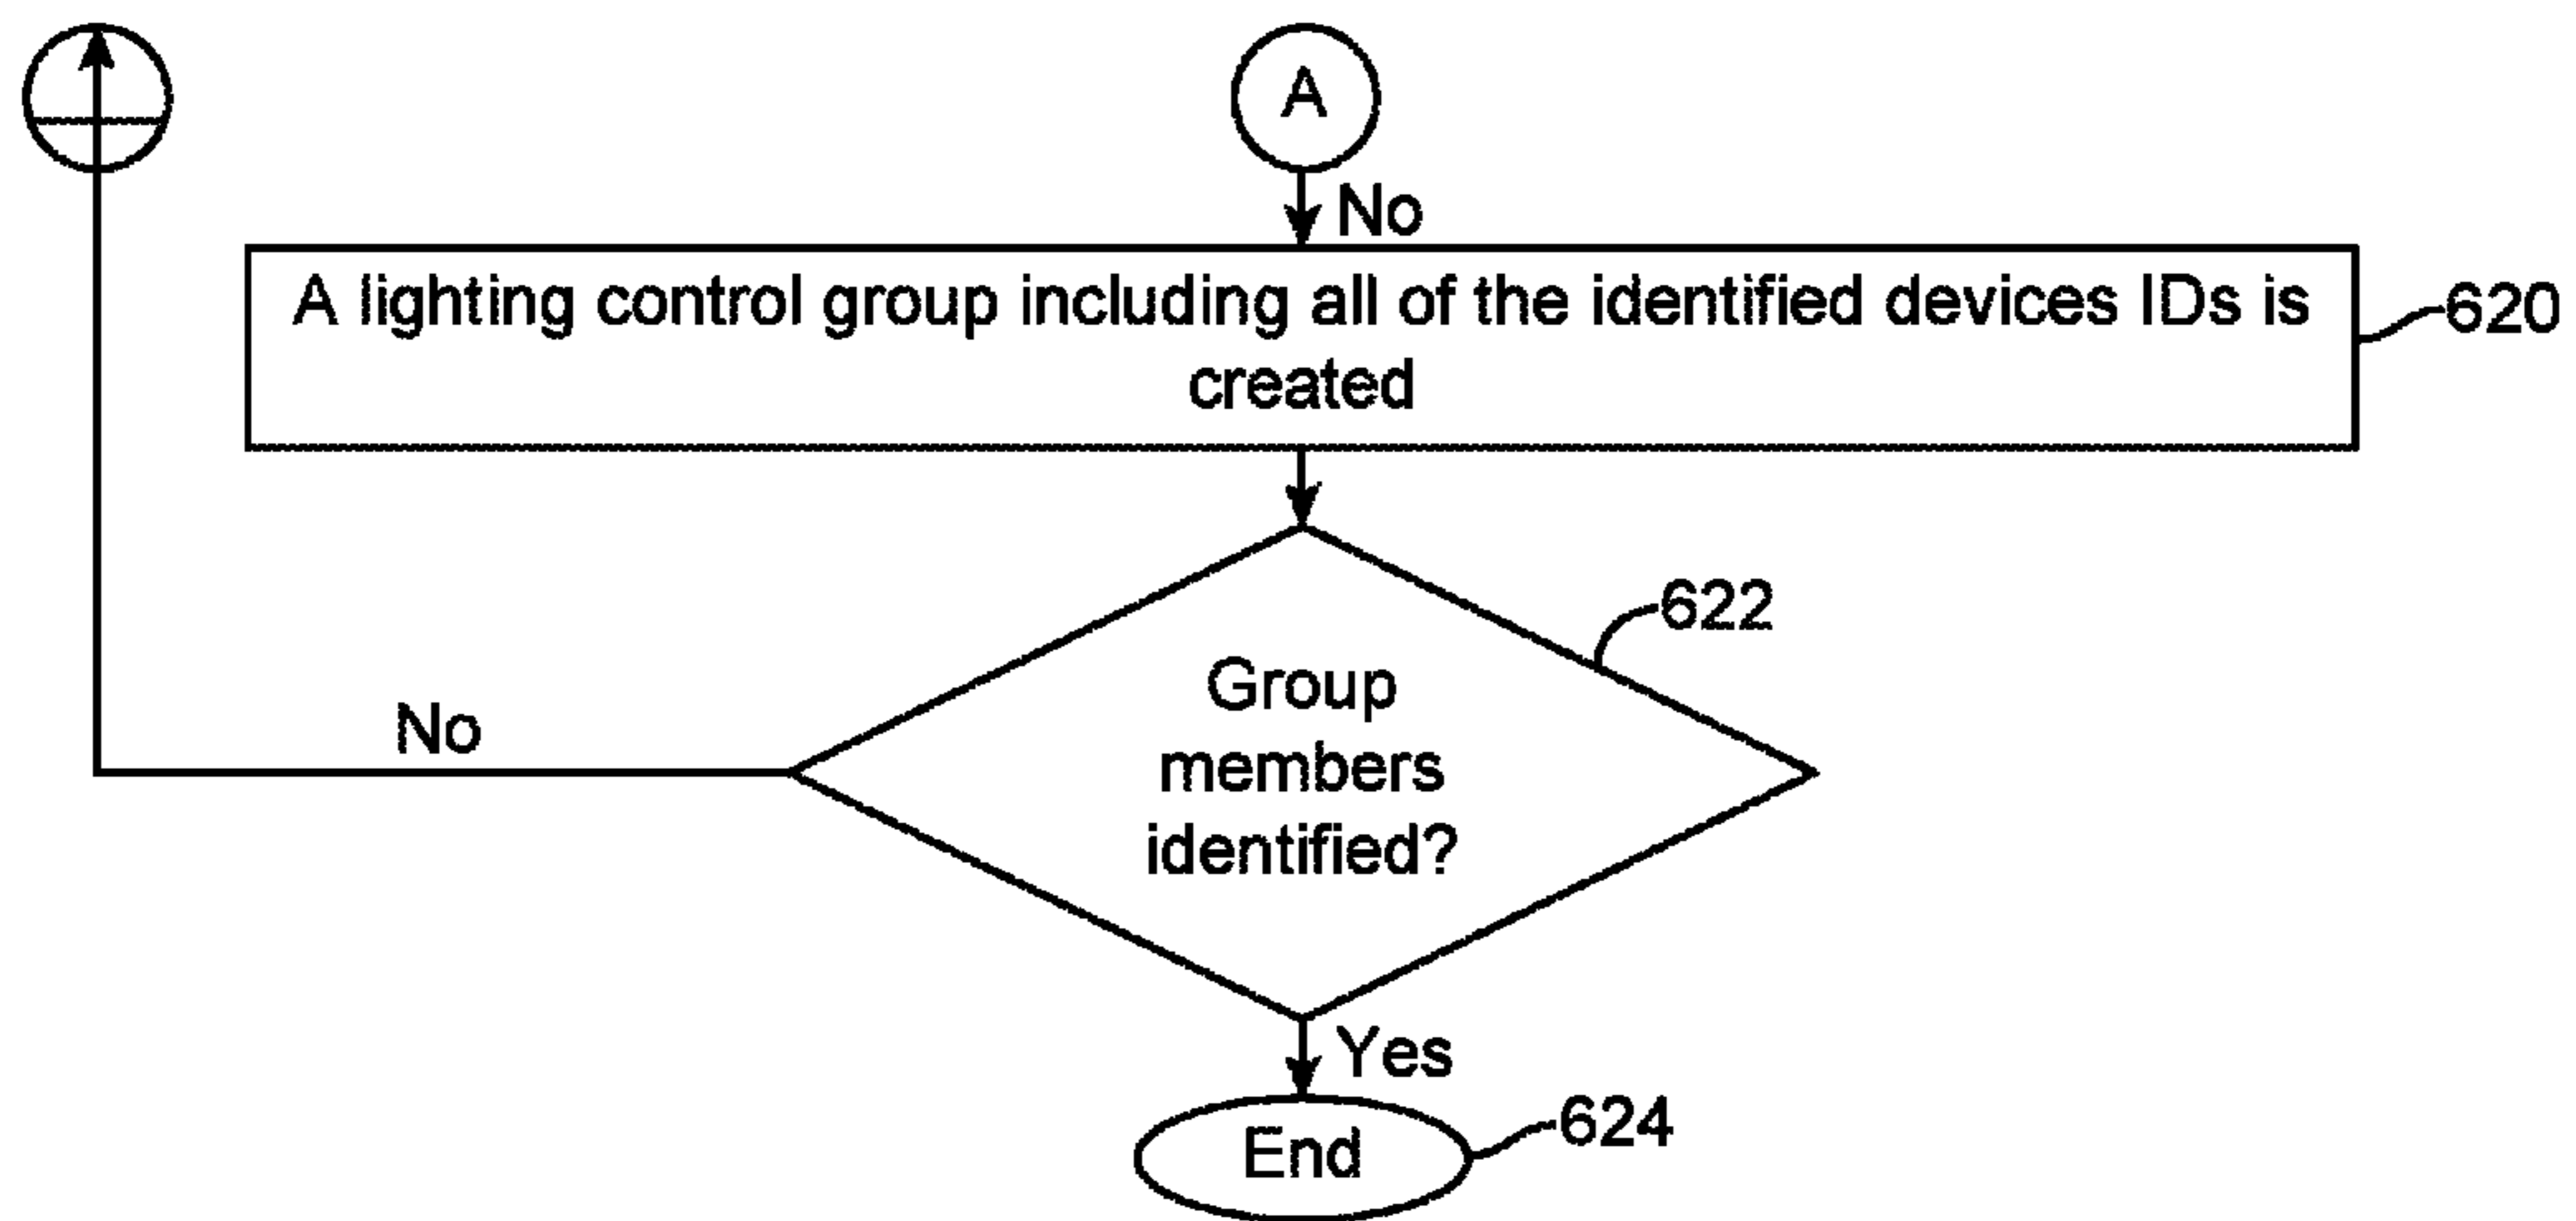 A
No
A lighting control group including all of the identified devices IDs is
created
620
622
Group
members
identified?
No
Yes
End
624